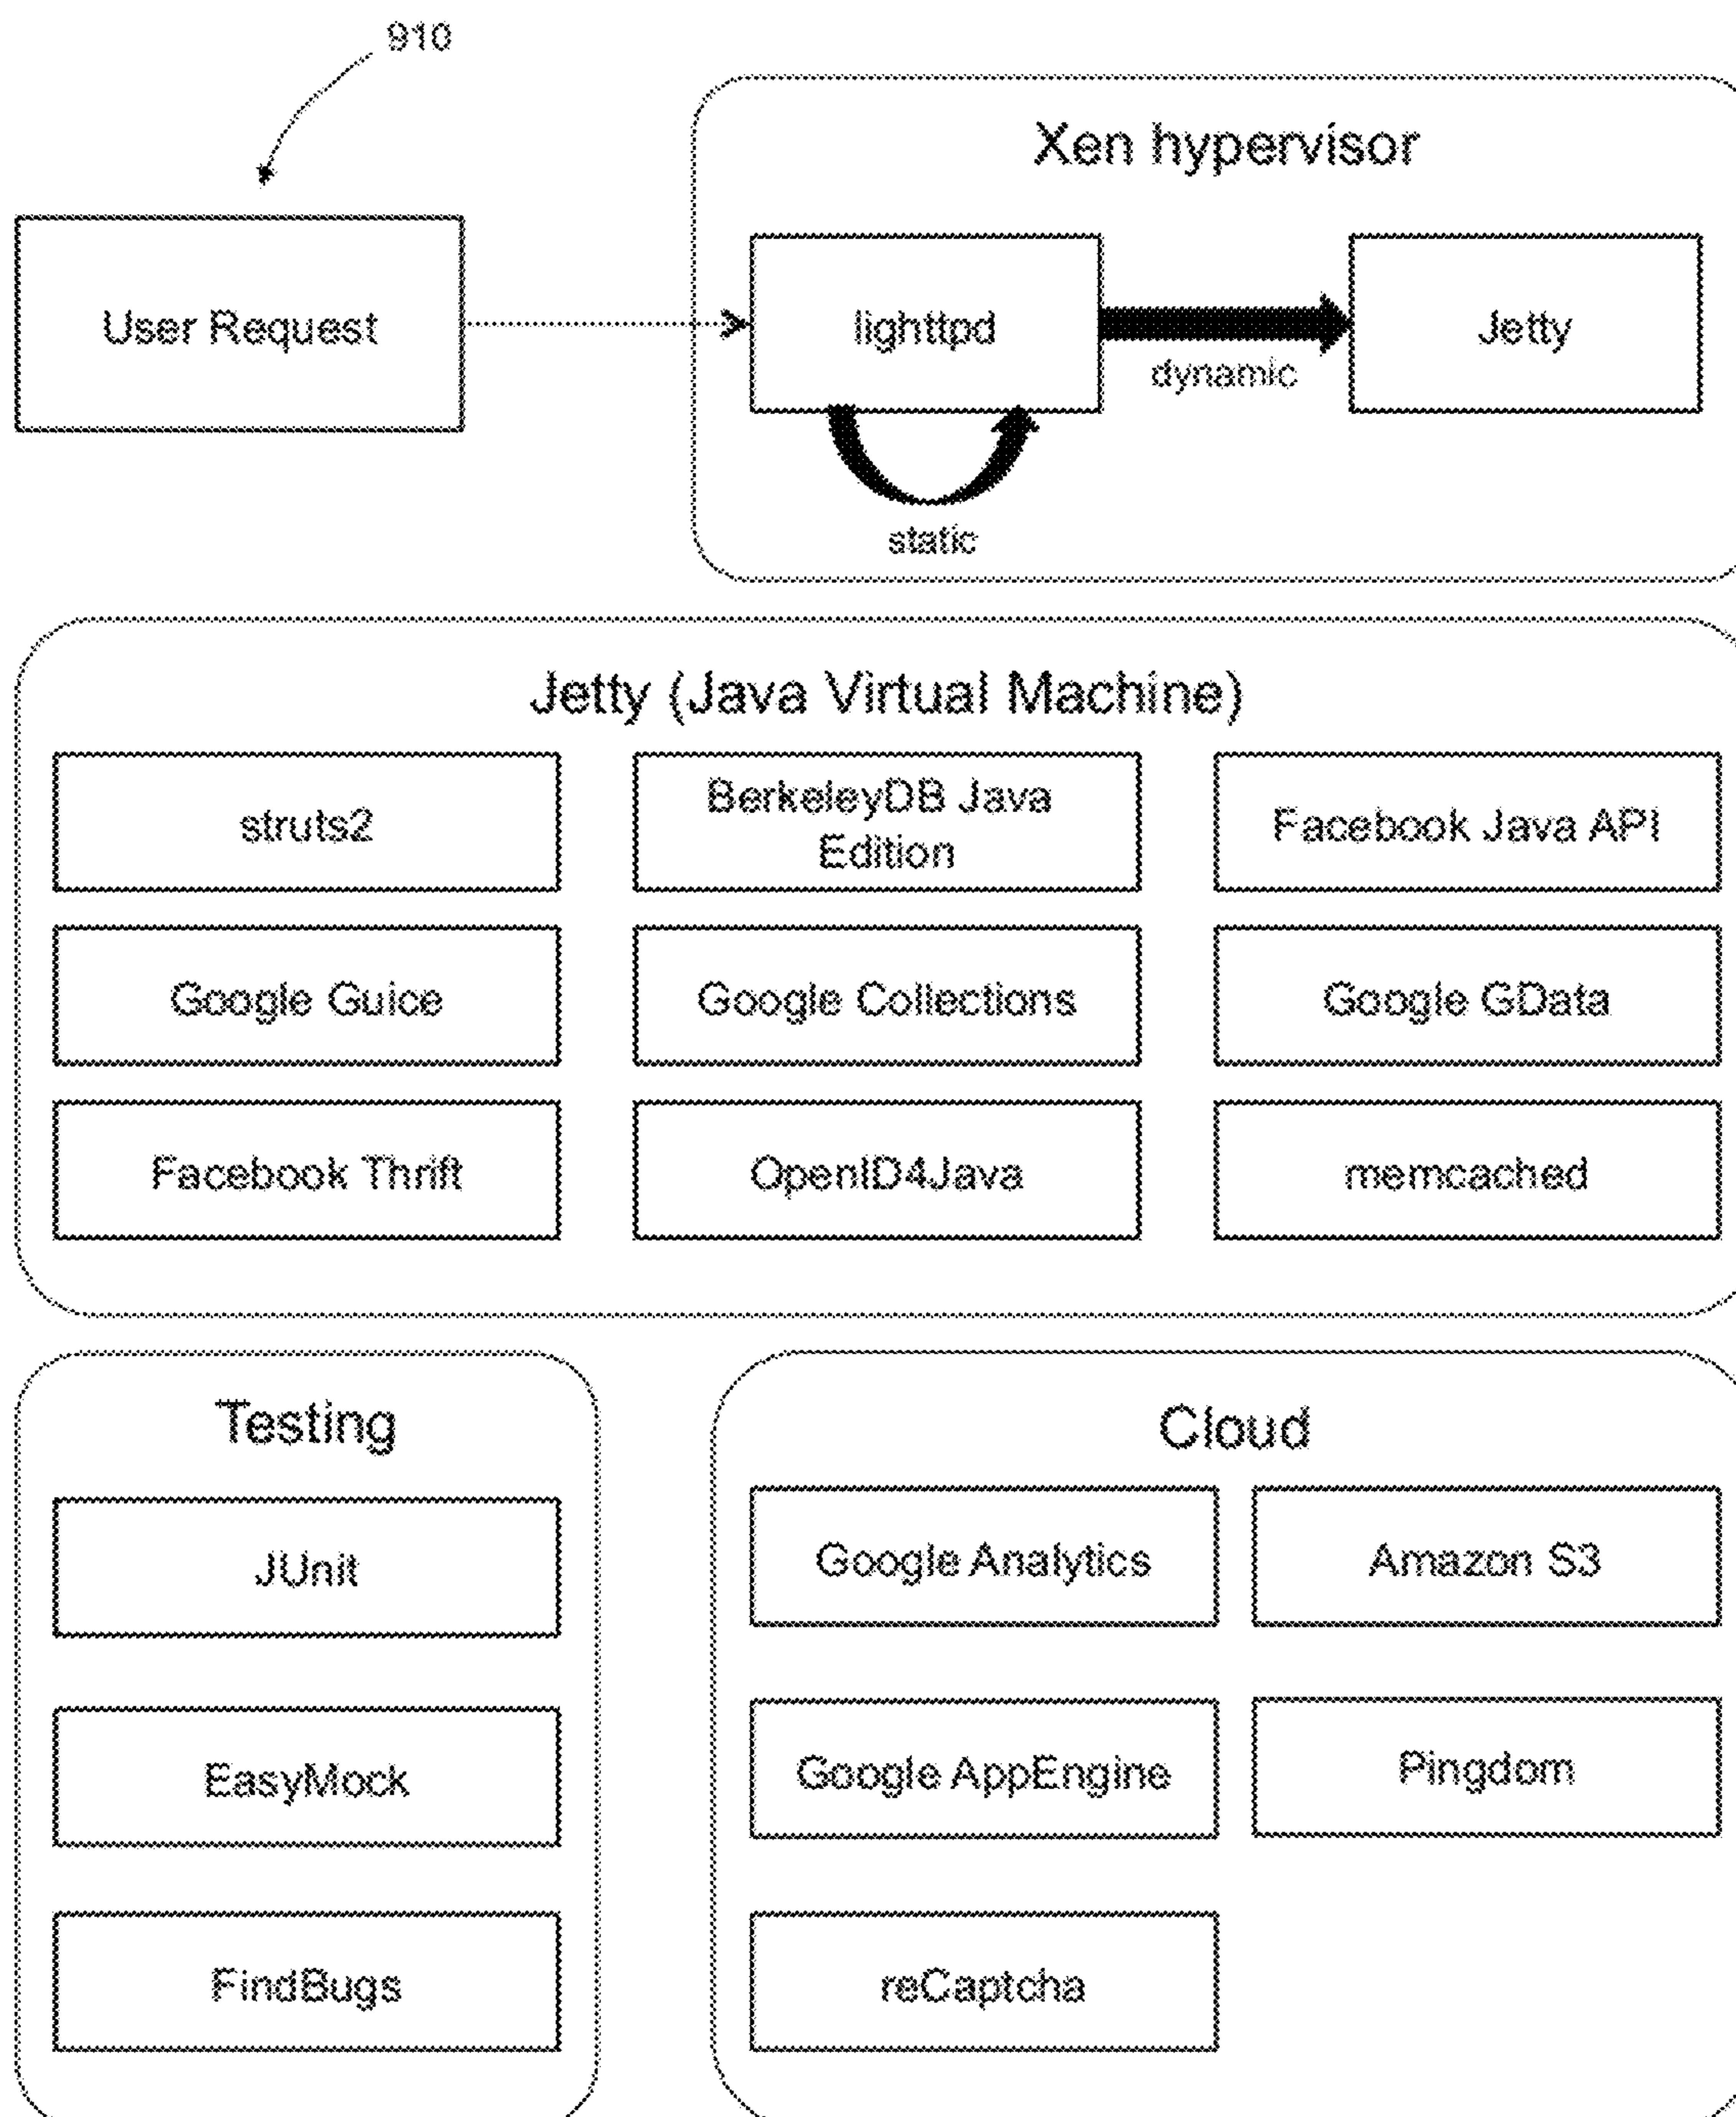 910
Xen hypervisor
User Request
lighttpd
Jetty
dynamic
static
Jetty (Java Virtual Machine)
struts2
BerkeleyDB Java
Edition
Facebook Java API
Google Guice
Google Collections
Google GData
Facebook Thrift
OpenID4Java
memcached
Testing
Cloud
JUnit
Google Analytics
Amazon S3
EasyMock
Google AppEngine
Pingdom
FindBugs
reCaptcha